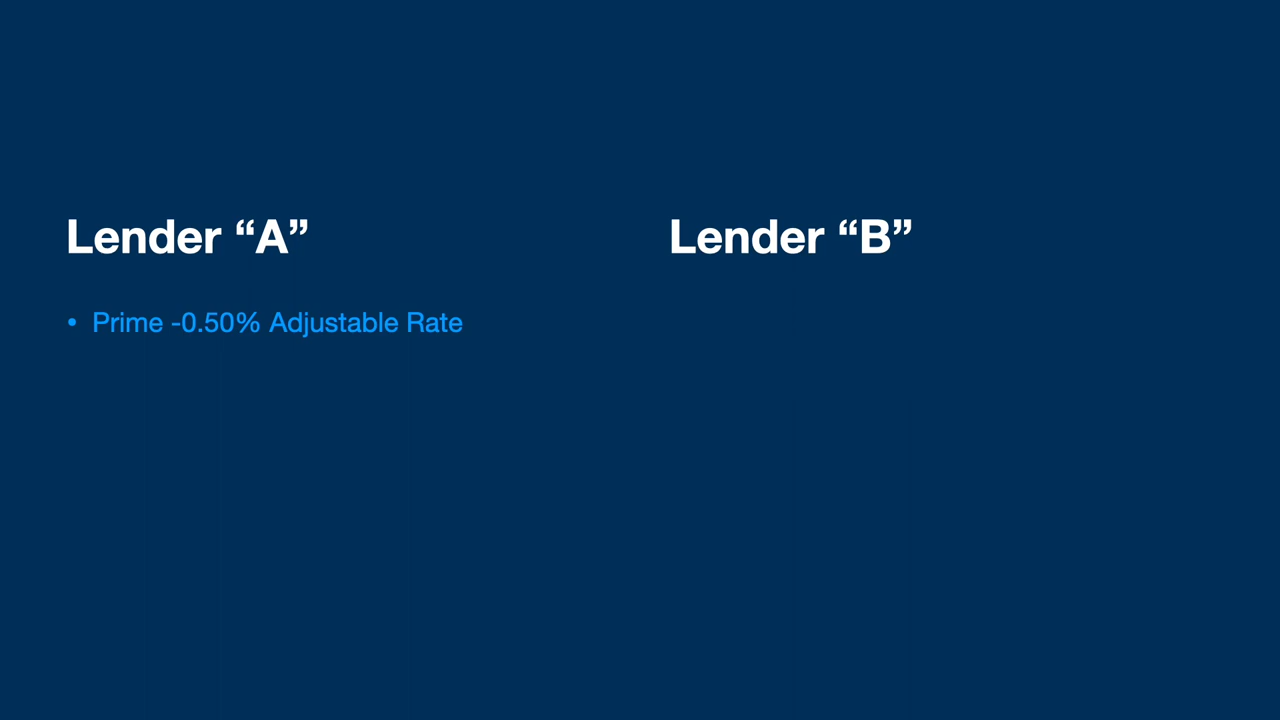 Lender “A”
Lender “B”
• Prime -0.50% Adjustable Rate